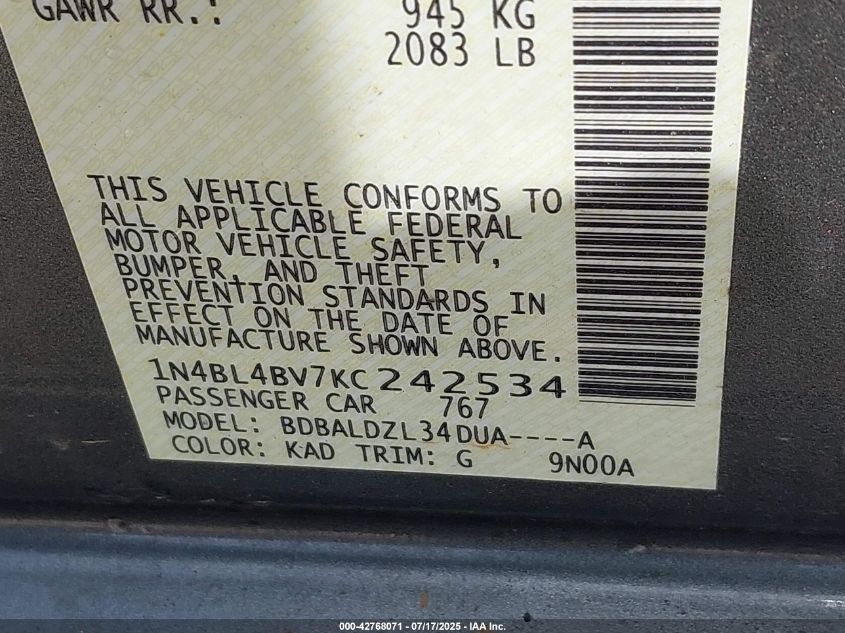 GAWR RR.: 945 KG
2083 LB
THIS VEHICLE CONFORMS TO
ALL APPLICABLE FEDERAL
MOTOR VEHICLE SAFETY,
BUMPER, AND THEFT
PREVENTION STANDARDS IN
EFFECT ON THE DATE OF
MANUFACTURE SHOWN ABOVE.
1N4BL4BV7KC242534
PASSENGER CAR 767
MODEL: BDBALDZL34DUA----A
COLOR: KAD TRIM: G 9N00A
000-42768071 - 07/17/2025 - IAA Inc.